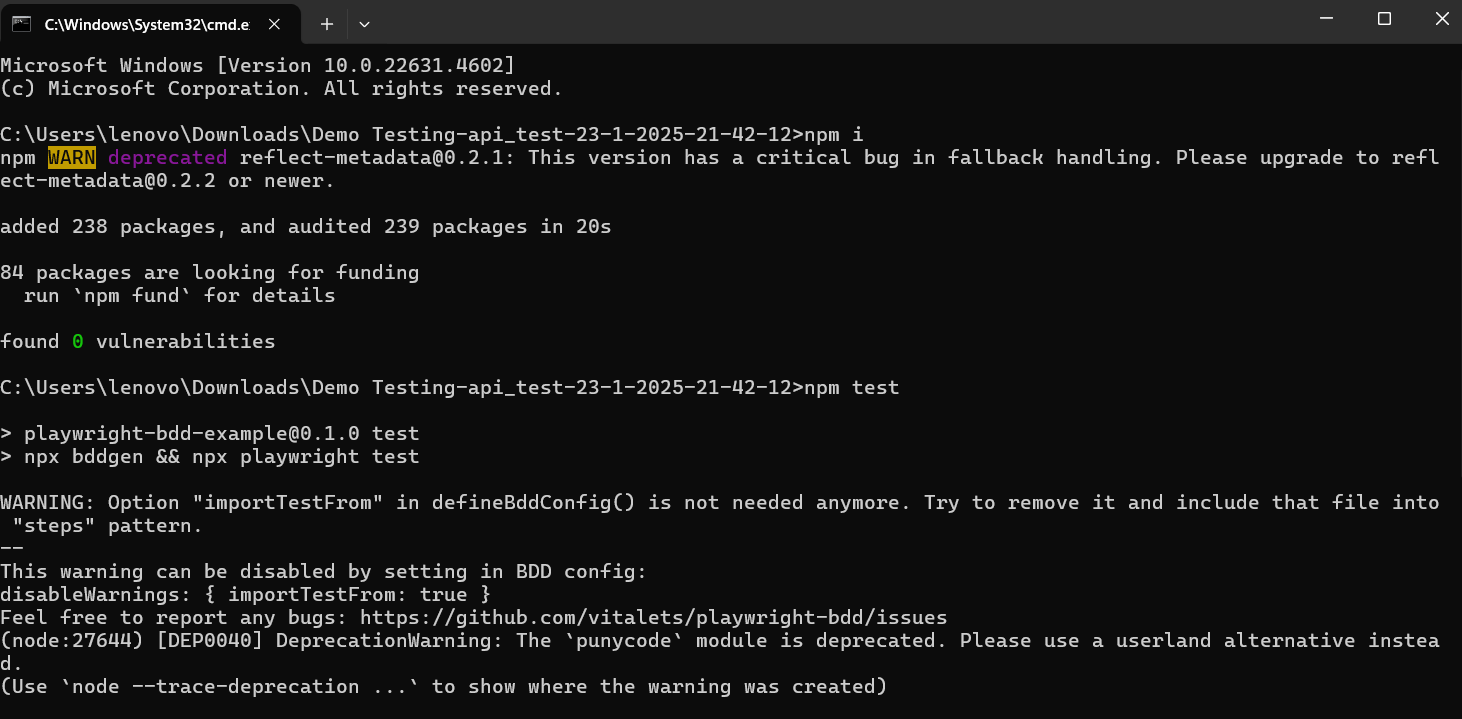 C:\Windows\System32\cmd.e
Microsoft Windows [Version 10.0.22631.4602]
(c) Microsoft Corporation. All rights reserved.
C:\Users\lenovo\Downloads\Demo Testing-api_test-23-1-2025-21-42-12>npm i
npm WARN deprecated reflect-metadata@0.2.1: This version has a critical bug in fallback handling. Please upgrade to refl
ect-metadata@0.2.2 or newer.
added 238 packages, and audited 239 packages in 20s
84 packages are looking for funding
  run `npm fund` for details
found 0 vulnerabilities
C:\Users\lenovo\Downloads\Demo Testing-api_test-23-1-2025-21-42-12>npm test
> playwright-bdd-example@0.1.0 test
> npx bddgen && npx playwright test
WARNING: Option "importTestFrom" in defineBddConfig() is not needed anymore. Try to remove it and include that file into
 "steps" pattern.
--
This warning can be disabled by setting in BDD config:
disableWarnings: { importTestFrom: true }
Feel free to report any bugs: https://github.com/vitalets/playwright-bdd/issues
(node:27644) [DEP0040] DeprecationWarning: The `punycode` module is deprecated. Please use a userland alternative instea
d.
(Use `node --trace-deprecation ...` to show where the warning was created)